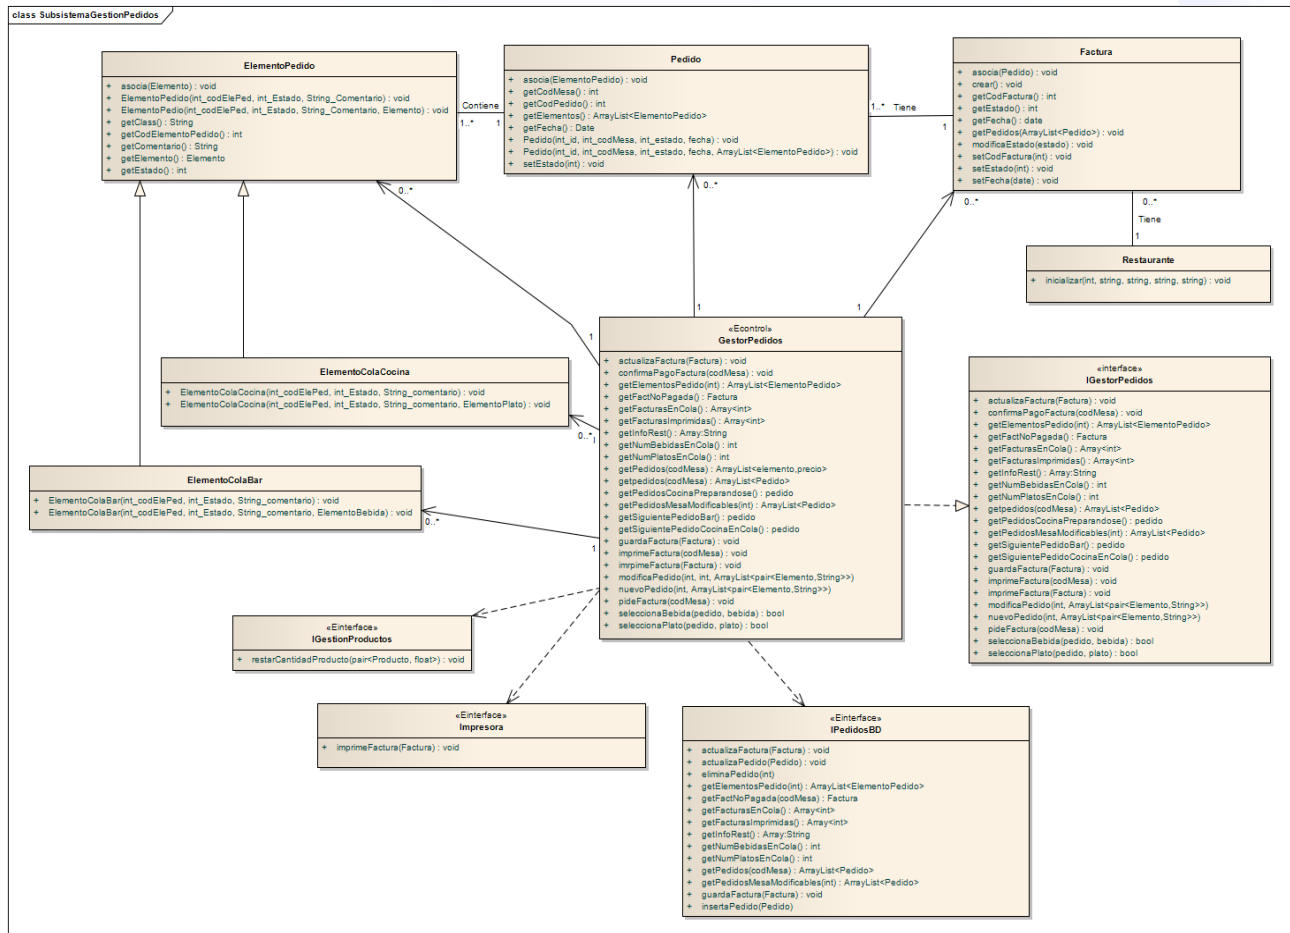 class SubsistemaGestionPedidos
ElementoPedido
+ asocia(Elemento) : void
+ ElementoPedido(int_codElePed, int_Estado, String_Comentario) : void
+ ElementoPedio(int_codElePed, int_Estado, String_Comentario, Elemento) : void
+ getClass() : String
+ getCodElementoPedido() : int
+ getComentario() : String
+ getElemento() : Elemento
+ getEstado() : int
Contiene
1..*
1
Pedido
+ asocia(ElementoPedido) : void
+ getCodMesa() : int
+ getCodPedido() : int
+ getElementos() : ArrayList<ElementoPedido>
+ getFecha() : Date
+ Pedido(int_id, int_codMesa, int_estado, fecha) : void
+ Pedido(int_id, int_codMesa, int_estado, fecha, ArrayList<ElementoPedido>) : void
+ setEstado(int) : void
1..*
Tiene
1
Factura
+ asocia(Pedido) : void
+ crear() : void
+ getCodFactura() : int
+ getEstado() : int
+ getFecha() : date
+ getPedidos(ArrayList<Pedido>) : void
+ modificaEstado(estado) : void
+ setCodFactura(int) : void
+ setEstado(int) : void
+ setFecha(date) : void
0..*
0..*
0..*
0..*
Tiene
1
Restaurante
+ inicializar(int, string, string, string, string) : void
1
1
1
«Econtrol»
GestorPedidos
+ actualizaFactura(Factura) : void
+ confirmaPagoFactura(codMesa) : void
+ getElementosPedido(int) : ArrayList<ElementoPedido>
+ getFactNoPagada() : Factura
+ getFacturasEnCola() : Array<int>
+ getFacturasImprimidas() : Array<int>
+ getInfoRest() : Array:String
+ getNumBebidasEnCola() : int
+ getNumPlatosEnCola() : int
+ getPedidos(codMesa) : ArrayList<elemento,precio>
+ getpedidos(codMesa) : ArrayList<Pedido>
+ getPedidosCocinaPreparandose() : pedido
+ getPedidosMesaModificables(int) : ArrayList<Pedido>
+ getSiguientePedidoBar() : pedido
+ getSiguientePedidoCocinaEnCola() : pedido
+ guardaFactura(Factura) : void
+ imprimeFactura(codMesa) : void
+ imrpimeFactura(Factura) : void
+ modificaPedido(int, int, ArrayList<pair<Elemento,String>>)
+ nuevoPedido(int, ArrayList<pair<Elemento,String>>)
+ pideFactura(codMesa) : void
+ seleccionaBebida(pedido, bebida) : bool
+ seleccionaPlato(pedido, plato) : bool
«interface»
IGestorPedidos
+ actualizaFactura(Factura) : void
+ confirmaPagoFactura(codMesa) : void
+ getElementosPedido(int) : ArrayList<ElementoPedido>
+ getFactNoPagada() : Factura
+ getFacturasEnCola() : Array<int>
+ getFacturasImprimidas() : Array<int>
+ getInfoRest() : Array:String
+ getNumBebidasEnCola() : int
+ getNumPlatosEnCola() : int
+ getpedidos(codMesa) : ArrayList<Pedido>
+ getPedidosCocinaPreparandose() : pedido
+ getPedidosMesaModificables(int) : ArrayList<Pedido>
+ getSiguientePedidoBar() : pedido
+ getSiguientePedidoCocinaEnCola() : pedido
+ guardaFactura(Factura) : void
+ imprimeFactura(codMesa) : void
+ imprimeFactura(Factura) : void
+ modificaPedido(int, ArrayList<pair<Elemento,String>>)
+ nuevoPedido(int, ArrayList<pair<Elemento,String>>)
+ pideFactura(codMesa) : void
+ seleccionaBebida(pedido, bebida) : bool
+ seleccionaPlato(pedido, plato) : bool
ElementoColaCocina
+ ElementoColaCocina(int_codElePed, int_Estado, String_comentario) : void
+ ElementoColaCocina(int_codElePed, int_Estado, String_comentario, ElementoPlato) : void
0..*
ElementoColaBar
+ ElementoColaBar(int_codElePed, int_Estado, String_comentario) : void
+ ElementoColaBar(int_codElePed, int_Estado, String_comentario, ElementoBebida) : void
0..*
1
«Einterface»
IGestionProductos
+ restarCantidadProducto(pair<Producto, float>) : void
«Einterface»
Impresora
+ imprimeFactura(Factura) : void
«Einterface»
IPedidosBD
+ actualizaFactura(Factura) : void
+ actualizaPedido(Pedido) : void
+ eliminaPedido(int)
+ getElementosPedido(int) : ArrayList<ElementoPedido>
+ getFactNoPagada(codMesa) : Factura
+ getFacturasEnCola() : Array<int>
+ getFacturasImprimidas() : Array<int>
+ getInfoRest() : Array:String
+ getNumBebidasEnCola() : int
+ getNumPlatosEnCola() : int
+ getPedidos(codMesa) : ArrayList<Pedido>
+ getPedidosMesaModificables(int) : ArrayList<Pedido>
+ guardaFactura(Factura) : void
+ insertaPedido(Pedido)